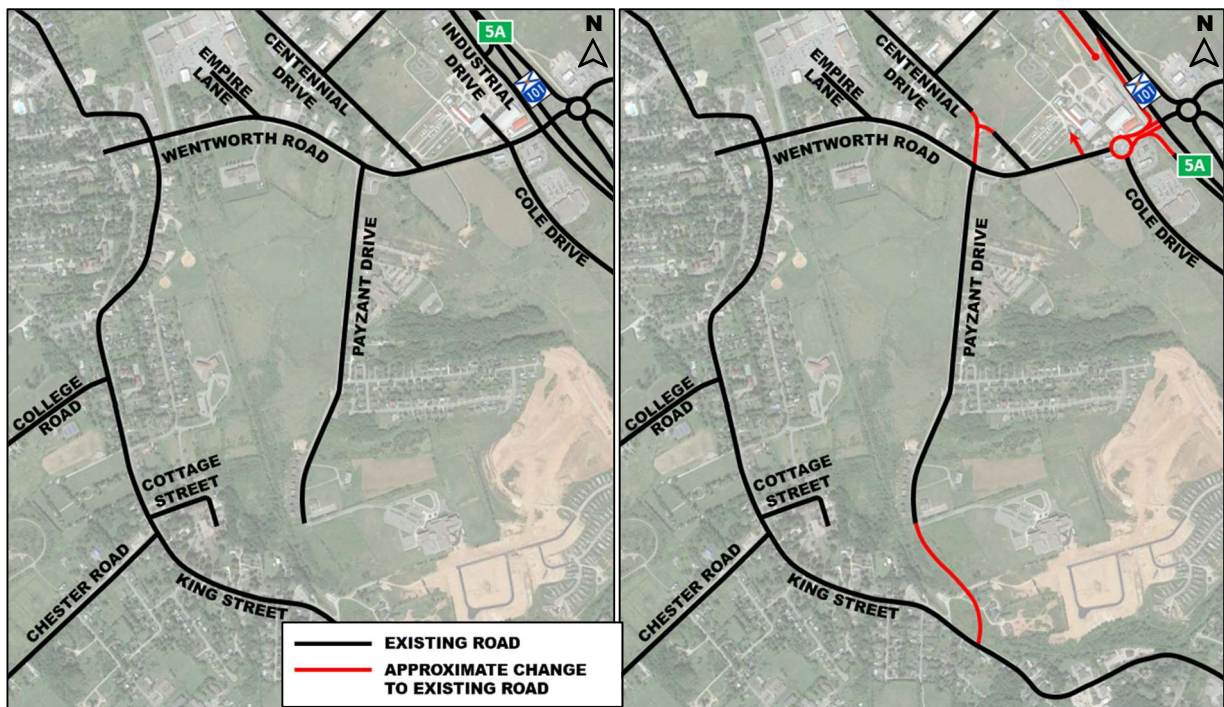 5A
INDUSTRIAL
DRIVE
101
N
CENTENNIAL
DRIVE
EMPIRE
LANE
WENTWORTH ROAD
COLE DRIVE
PAYZANT DRIVE
COLLEGE
ROAD
COTTAGE
STREET
CHESTER ROAD
KING STREET
EXISTING ROAD
APPROXIMATE CHANGE
TO EXISTING ROAD
N
101
CENTENNIAL
DRIVE
EMPIRE
LANE
WENTWORTH ROAD
5A
COLE DRIVE
PAYZANT DRIVE
COLLEGE
ROAD
COTTAGE
STREET
CHESTER ROAD
KING STREET